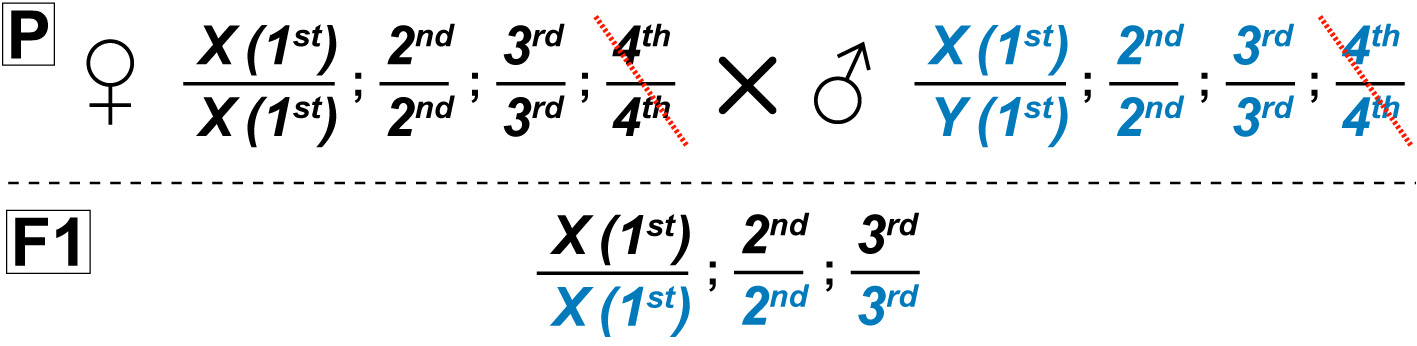 P ♀ X (1st) ; 2nd ; 3rd ; 4th × ♂ X (1st) ; 2nd ; 3rd ; 4th
X (1st) 2nd 3rd 4th Y (1st) 2nd 3rd 4th
F1 X (1st) ; 2nd ; 3rd
X (1st) 2nd 3rd